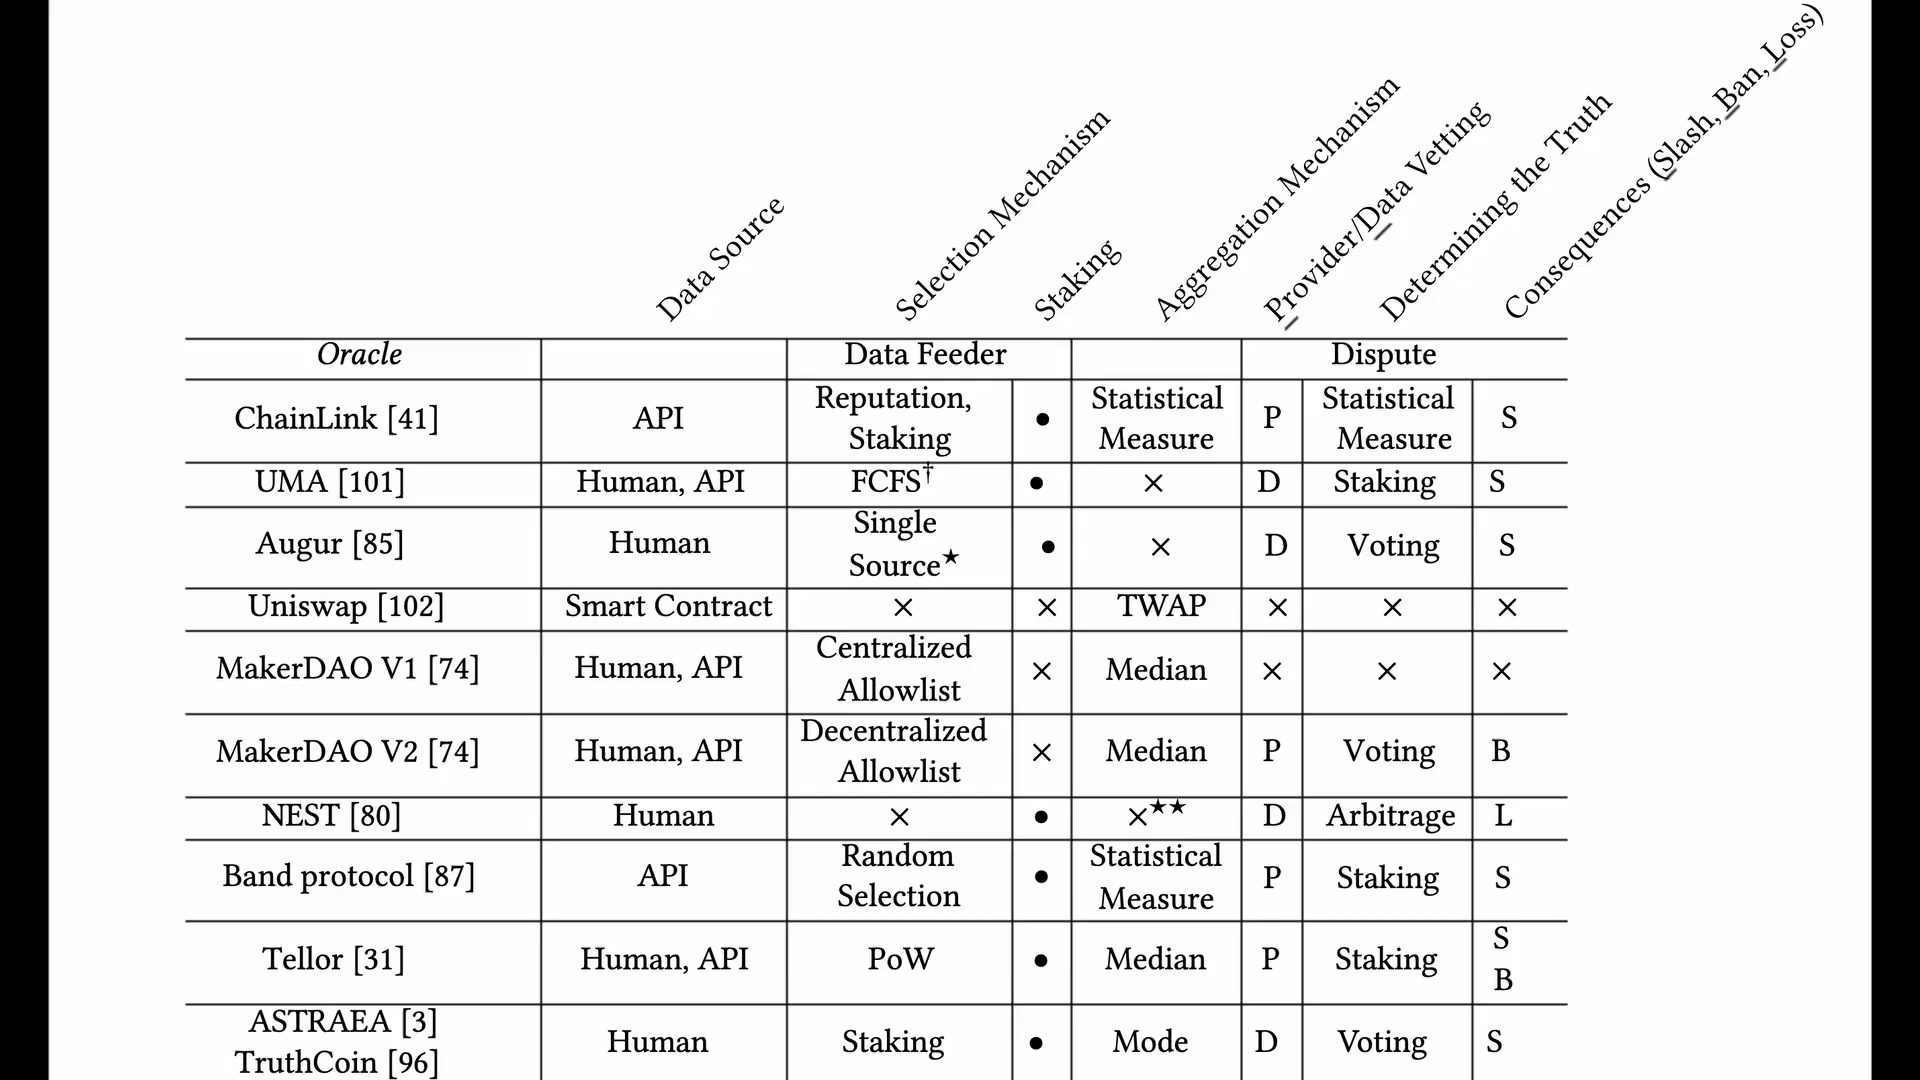 Data Source
Selection Mechanism
Staking
Aggregation Mechanism
Provider/Data Vetting
Determining the Truth
Consequences (Slash, Ban, Loss)
Oracle Data Feeder Dispute
ChainLink [41] API Reputation, Staking • Statistical Measure P Statistical Measure S
UMA [101] Human, API FCFS† • × D Staking S
Augur [85] Human Single Source★ • × D Voting S
Uniswap [102] Smart Contract × × TWAP × × ×
MakerDAO V1 [74] Human, API Centralized Allowlist × Median × × ×
MakerDAO V2 [74] Human, API Decentralized Allowlist × Median P Voting B
NEST [80] Human × • ×★★ D Arbitrage L
Band protocol [87] API Random Selection • Statistical Measure P Staking S
Tellor [31] Human, API PoW • Median P Staking S B
ASTRAEA [3] TruthCoin [96] Human Staking • Mode D Voting S